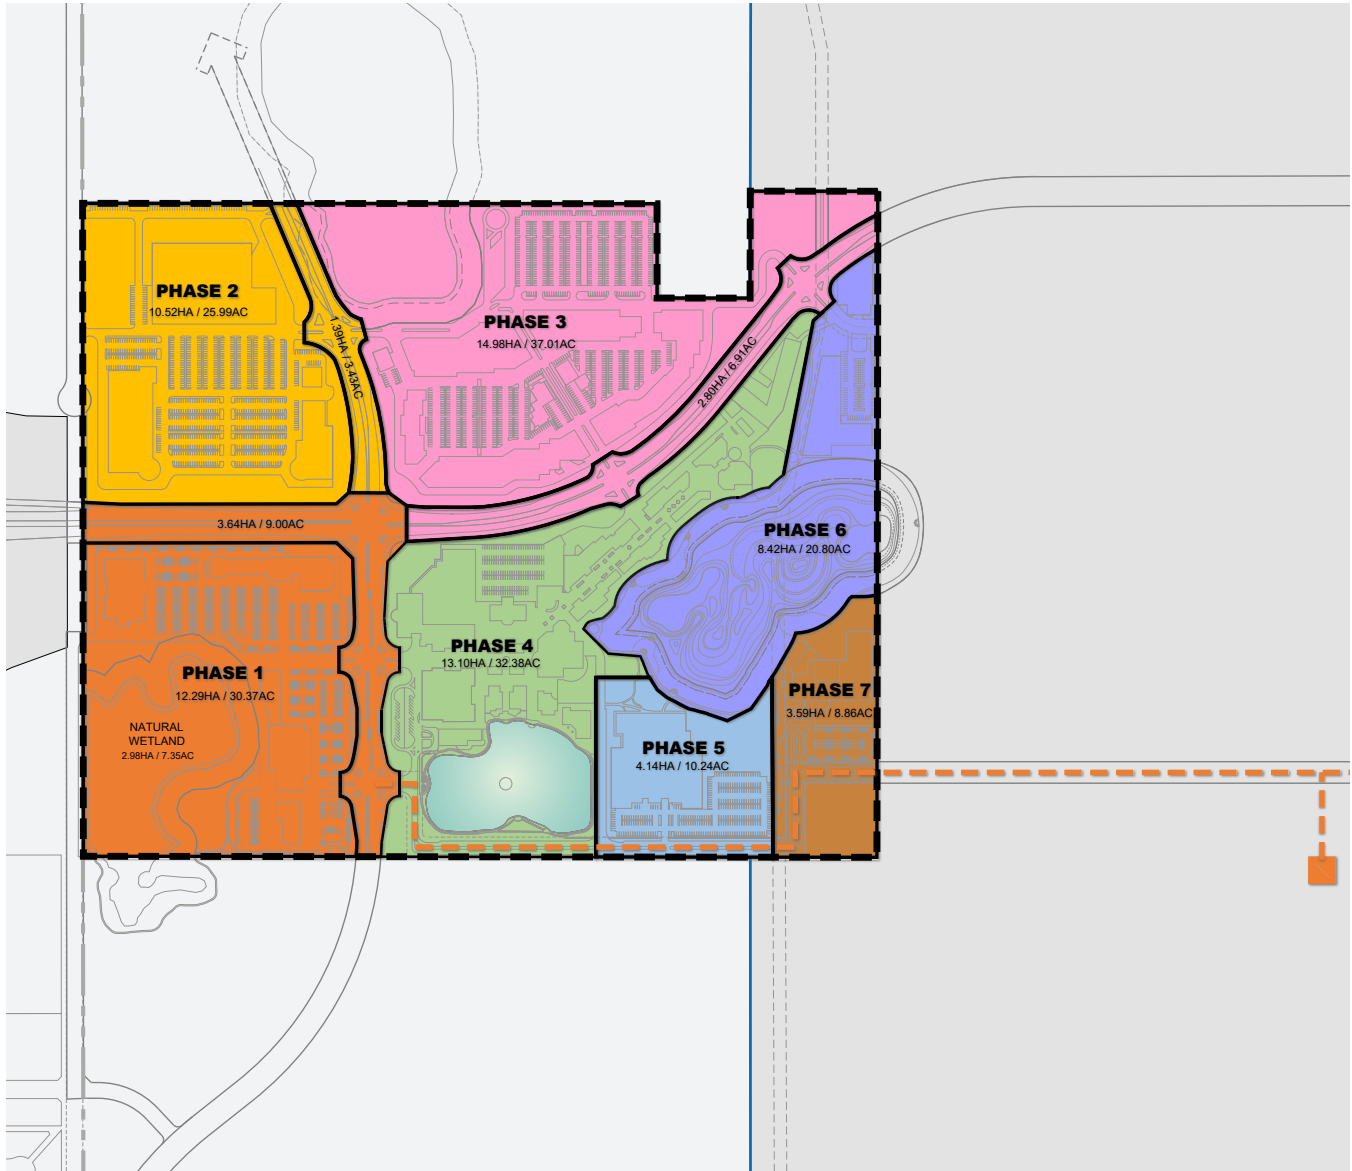 PHASE 2
10.52HA / 25.99AC
1.39HA / 3.43AC
PHASE 3
14.98HA / 37.01AC
2.80HA / 6.91AC
3.64HA / 9.00AC
PHASE 6
8.42HA / 20.80AC
PHASE 4
13.10HA / 32.38AC
PHASE 1
12.29HA / 30.37AC
NATURAL
WETLAND
2.98HA / 7.35AC
PHASE 7
3.59HA / 8.86AC
PHASE 5
4.14HA / 10.24AC